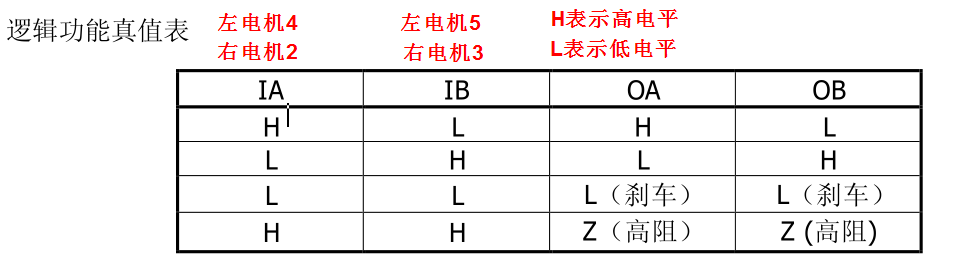 逻辑功能真值表 左电机4 左电机5 H表示高电平
右电机2 右电机3 L表示低电平
IA IB OA OB
H L H L
L H L H
L L L（刹车） L（刹车）
H H Z（高阻） Z (高阻)